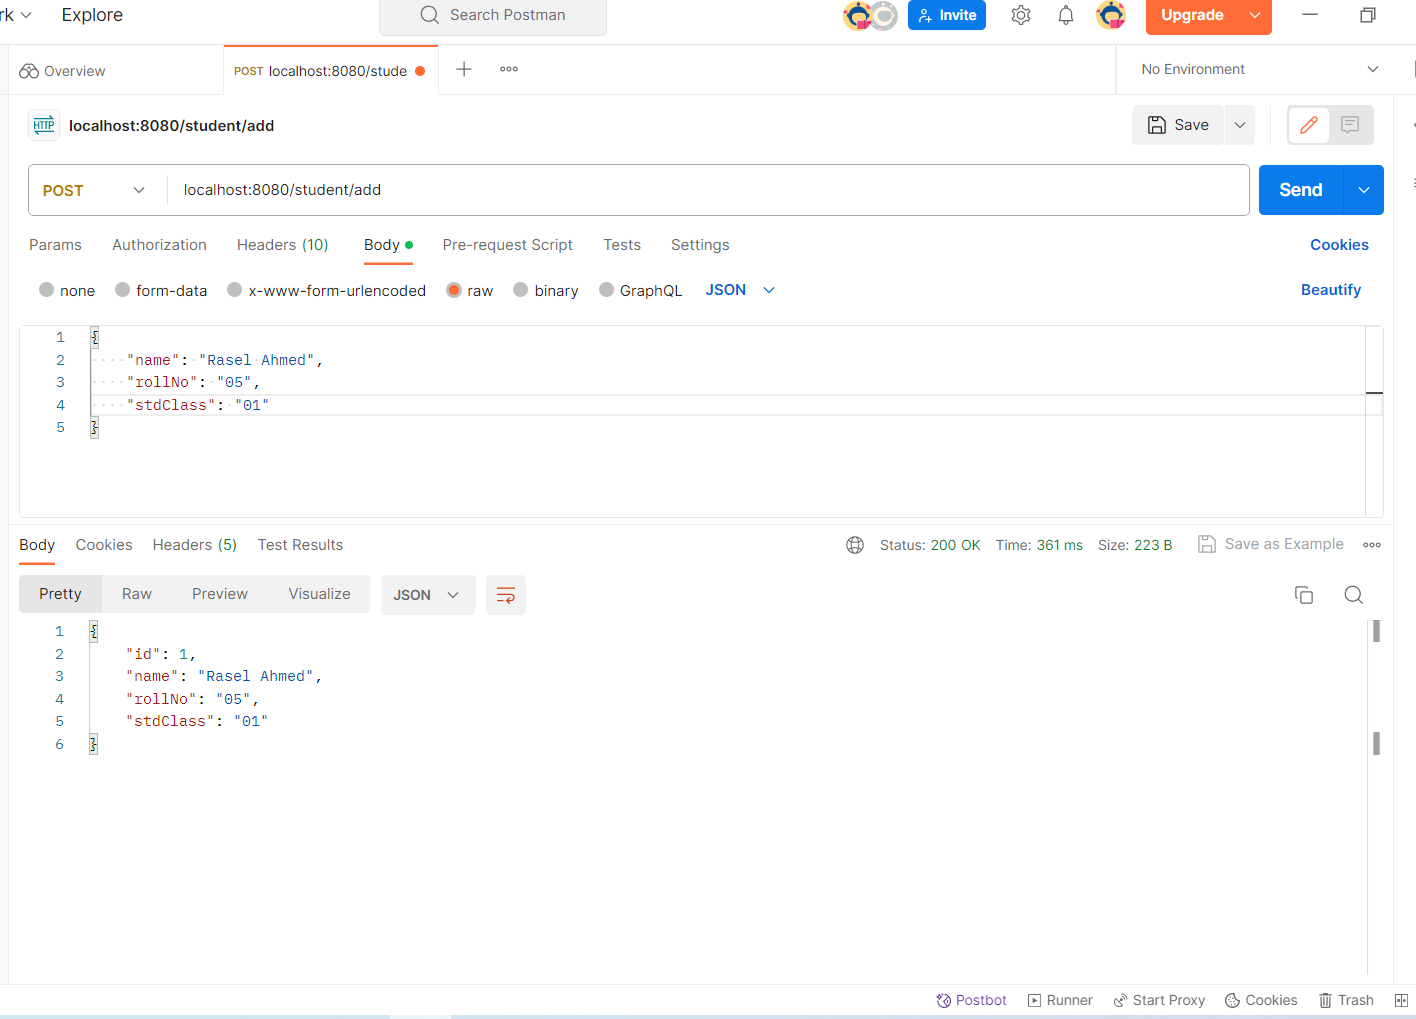 rk Explore Search Postman Invite Upgrade
Overview POST localhost:8080/stude No Environment
HTTP localhost:8080/student/add Save
POST localhost:8080/student/add Send
Params Authorization Headers (10) Body Pre-request Script Tests Settings Cookies
none form-data x-www-form-urlencoded raw binary GraphQL JSON Beautify
1 {
2 "name": "Rasel Ahmed",
3 "rollNo": "05",
4 "stdClass": "01"
5 }
Body Cookies Headers (5) Test Results Status: 200 OK Time: 361 ms Size: 223 B Save as Example
Pretty Raw Preview Visualize JSON
1 {
2 "id": 1,
3 "name": "Rasel Ahmed",
4 "rollNo": "05",
5 "stdClass": "01"
6 }
Postbot Runner Start Proxy Cookies Trash